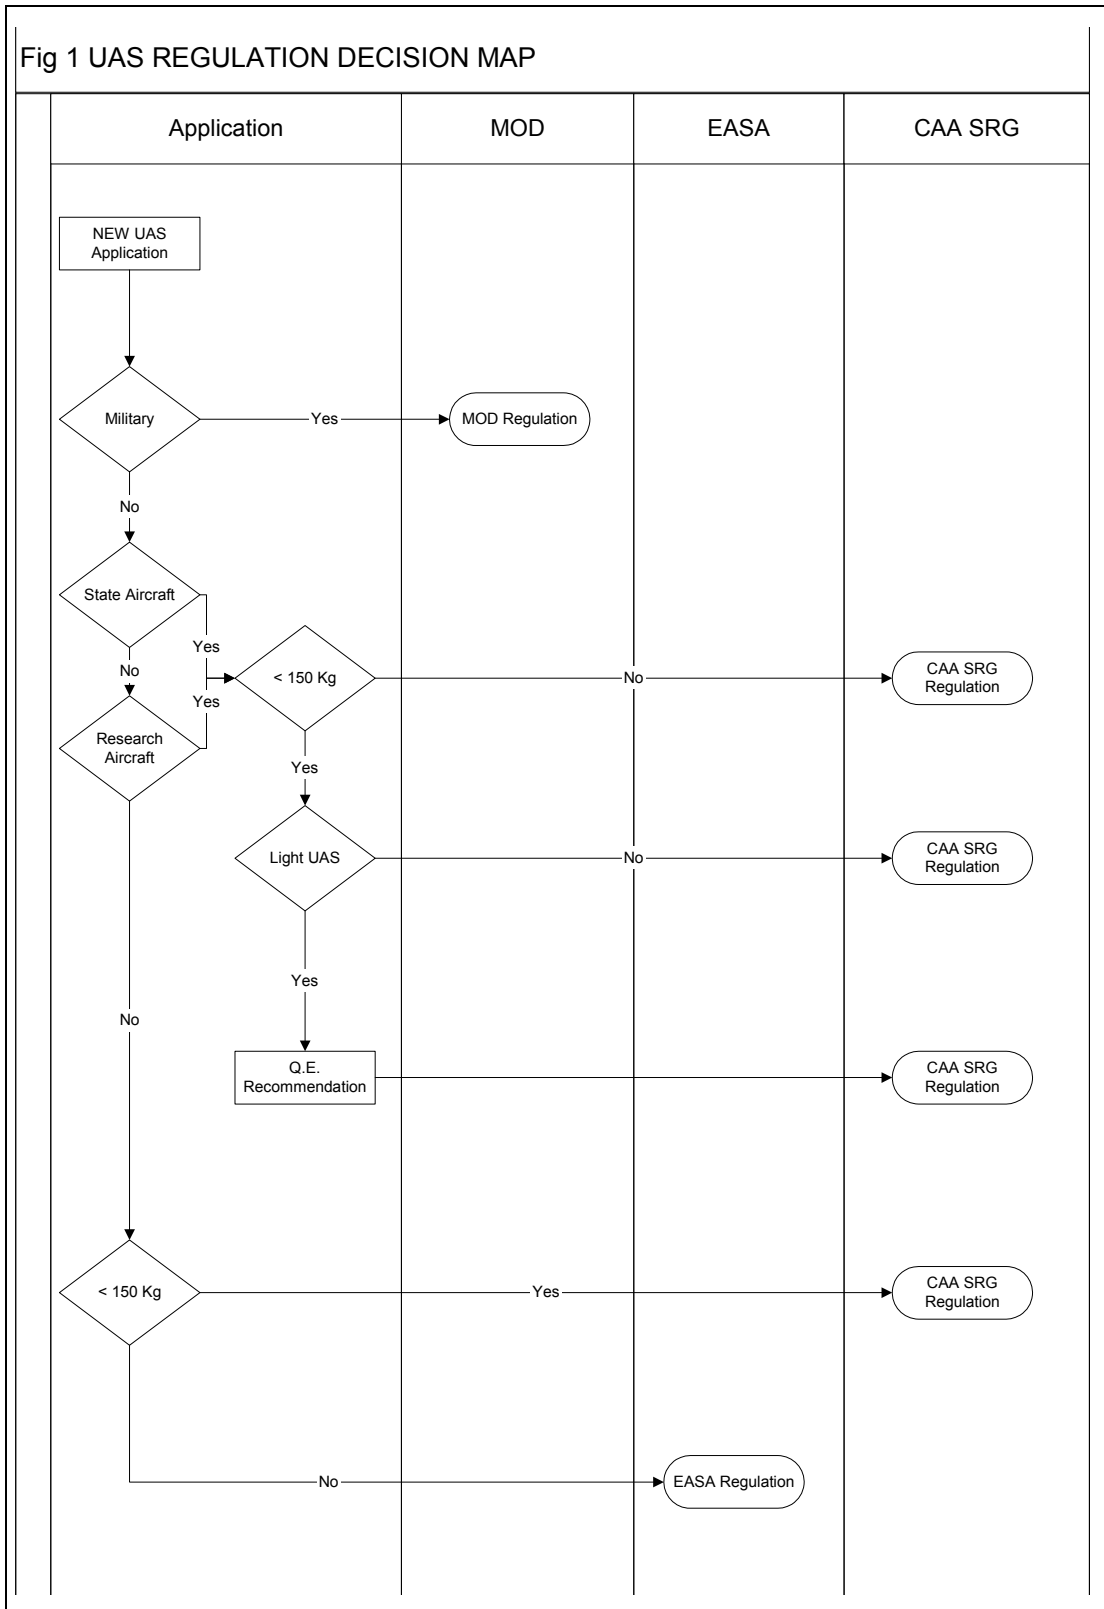 Fig 1 UAS REGULATION DECISION MAP
Application
MOD
EASA
CAA SRG
NEW UAS
Application
Military
Yes
MOD Regulation
No
State Aircraft
Yes
No
< 150 Kg
No
CAA SRG
Regulation
Yes
Research
Aircraft
Yes
Light UAS
No
CAA SRG
Regulation
Yes
No
Q.E.
Recommendation
CAA SRG
Regulation
< 150 Kg
Yes
CAA SRG
Regulation
No
EASA Regulation